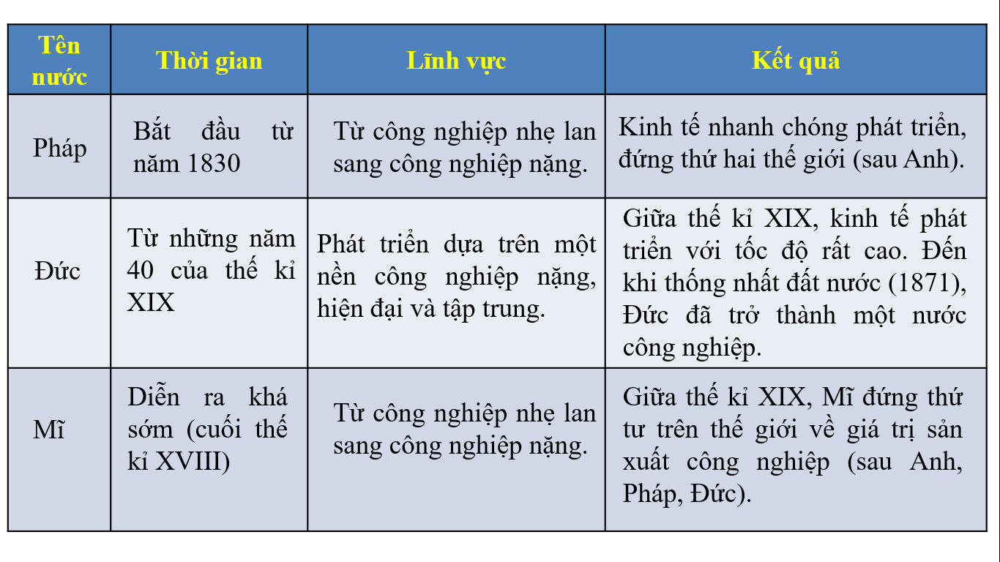 Tên
nước
Thời gian
Lĩnh vực
Kết quả
Pháp
Bắt đầu từ
năm 1830
Từ công nghiệp nhẹ lan
sang công nghiệp nặng.
Kinh tế nhanh chóng phát triển,
đứng thứ hai thế giới (sau Anh).
Đức
Từ những năm
40 của thế kỉ
XIX
Phát triển dựa trên một
nền công nghiệp nặng,
hiện đại và tập trung.
Giữa thế kỉ XIX, kinh tế phát
triển với tốc độ rất cao. Đến
khi thống nhất đất nước (1871),
Đức đã trở thành một nước
công nghiệp.
Mĩ
Diễn ra khá
sớm (cuối thế
kỉ XVIII)
Từ công nghiệp nhẹ lan
sang công nghiệp nặng.
Giữa thế kỉ XIX, Mĩ đứng thứ
tư trên thế giới về giá trị sản
xuất công nghiệp (sau Anh,
Pháp, Đức).